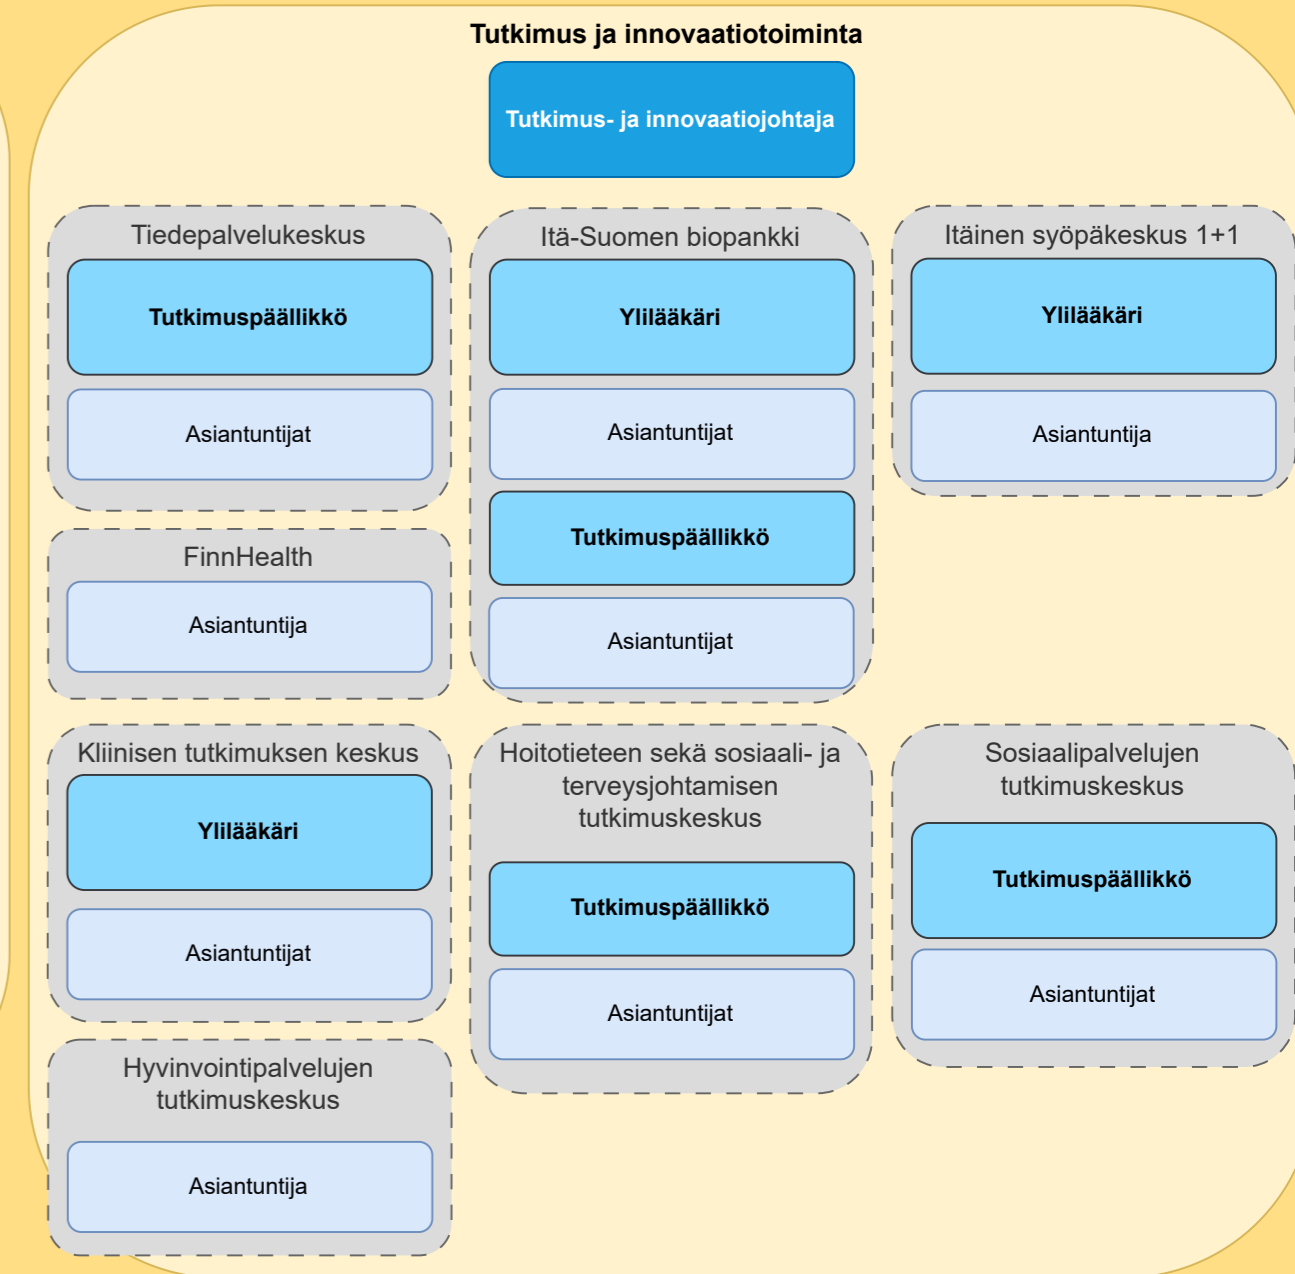 Tutkimus ja innovaatiotoiminta
Tutkimus- ja innovaatiojohtaja
Tiedepalvelukeskus
Tutkimuspäällikkö
Asiantuntijat
Itä-Suomen biopankki
Ylilääkäri
Asiantuntijat
Tutkimuspäällikkö
Asiantuntijat
Itäinen syöpäkeskus 1+1
Ylilääkäri
Asiantuntija
FinnHealth
Asiantuntija
Kliinisen tutkimuksen keskus
Ylilääkäri
Asiantuntijat
Hoitotieteen sekä sosiaali- ja
terveysjohtamisen
tutkimuskeskus
Tutkimuspäällikkö
Asiantuntijat
Sosiaalipalvelujen
tutkimuskeskus
Tutkimuspäällikkö
Asiantuntijat
Hyvinvointipalvelujen
tutkimuskeskus
Asiantuntija